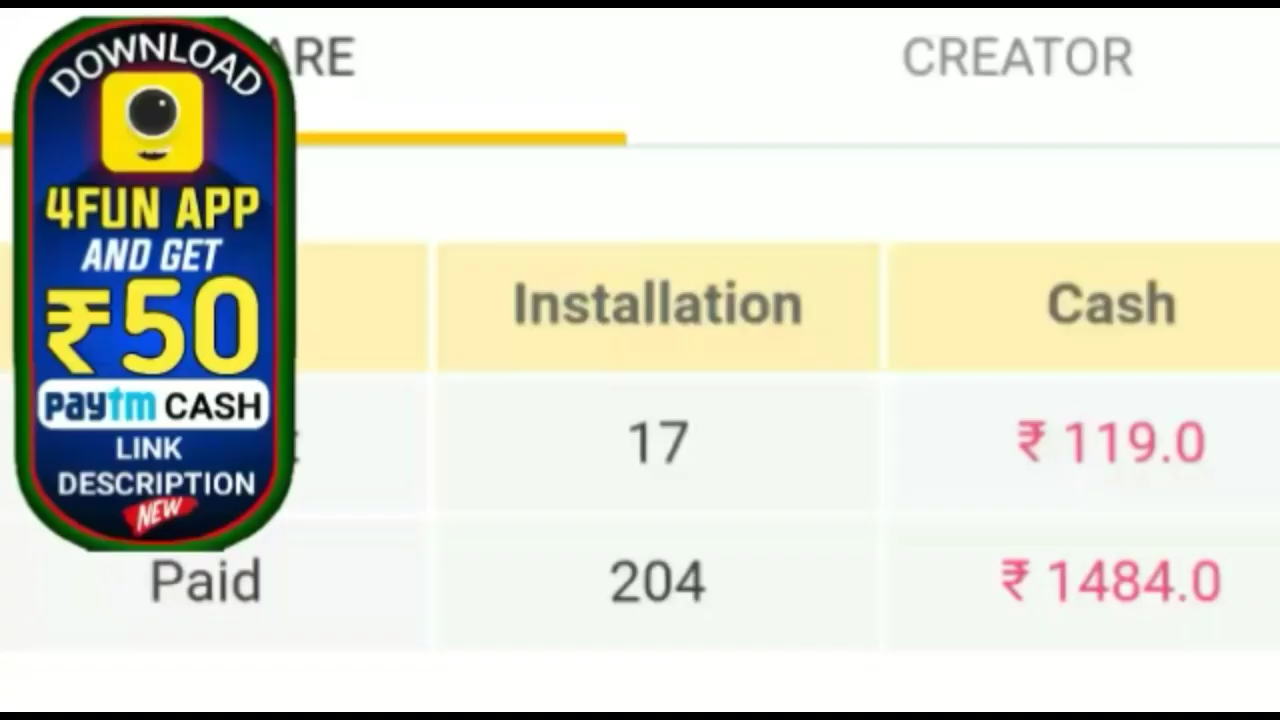 DOWNLOAD
4FUN APP
AND GET
₹50
paytm CASH
LINK
DESCRIPTION
NEW
CREATOR
Installation Cash
17 ₹ 119.0
Paid 204 ₹ 1484.0